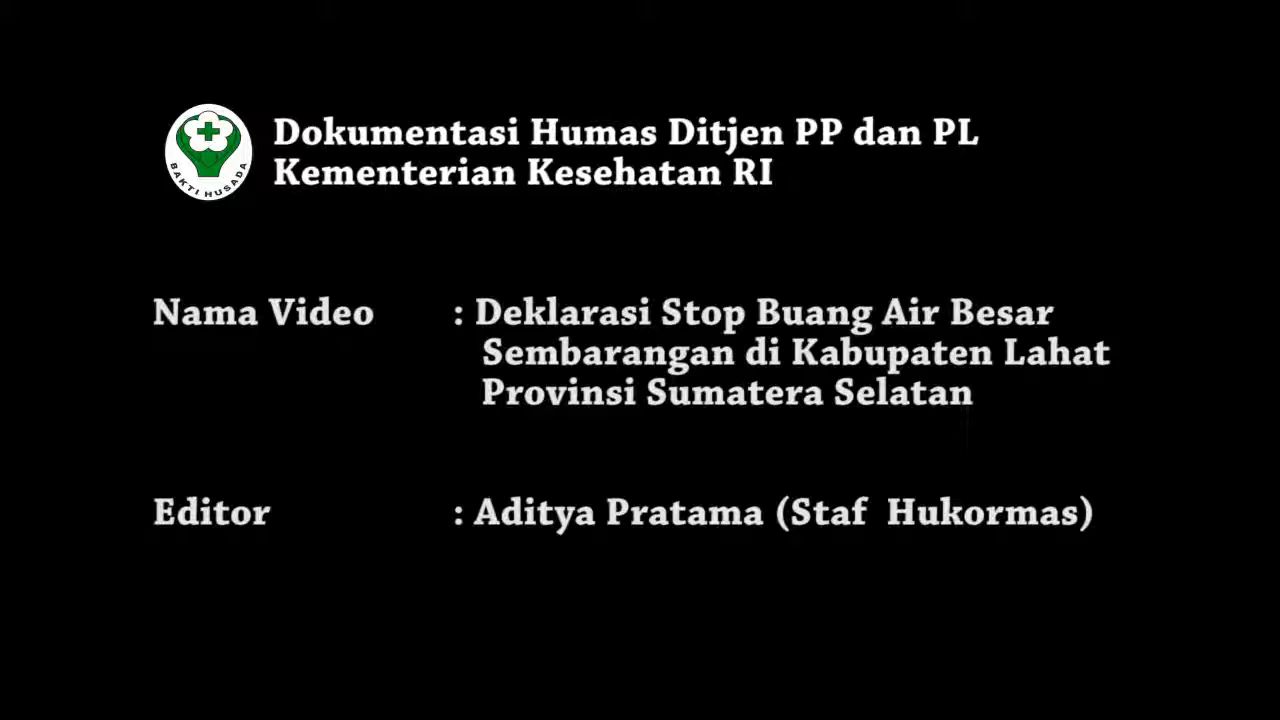 BAKTI HUSADA
Dokumentasi Humas Ditjen PP dan PL
Kementerian Kesehatan RI
Nama Video : Deklarasi Stop Buang Air Besar
Sembarangan di Kabupaten Lahat
Provinsi Sumatera Selatan
Editor : Aditya Pratama (Staf Hukormas)